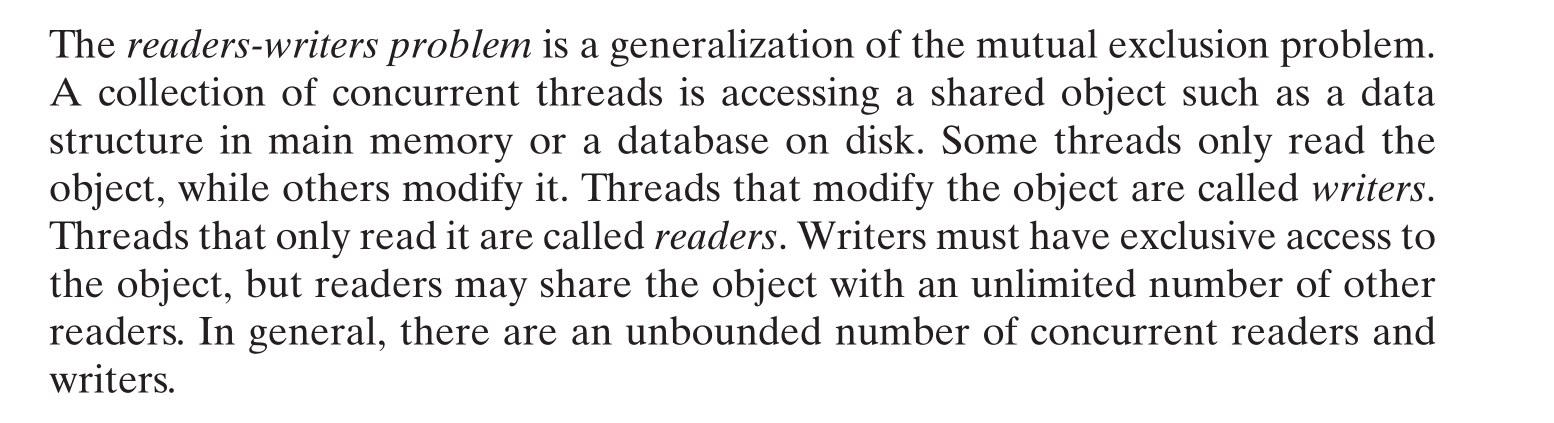 The readers-writers problem is a generalization of the mutual exclusion problem.
A collection of concurrent threads is accessing a shared object such as a data
structure in main memory or a database on disk. Some threads only read the
object, while others modify it. Threads that modify the object are called writers.
Threads that only read it are called readers. Writers must have exclusive access to
the object, but readers may share the object with an unlimited number of other
readers. In general, there are an unbounded number of concurrent readers and
writers.